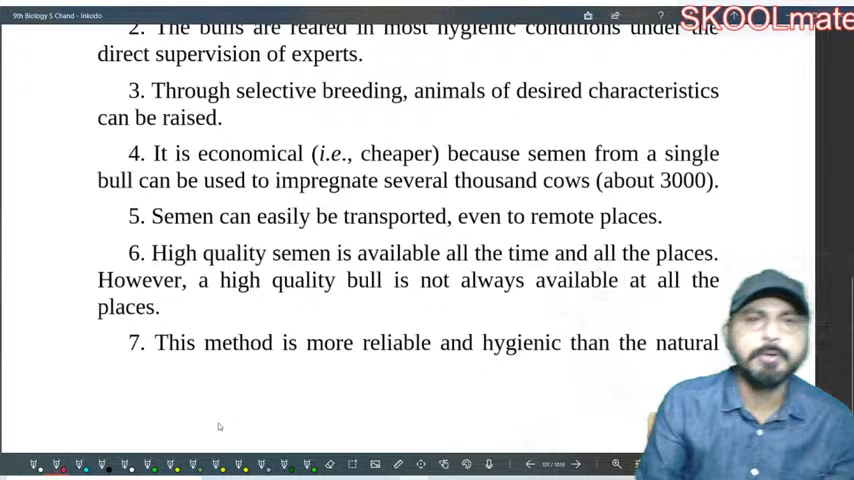 9th Biology S Chand - Inkodo
SKOOLmate
2. The bulls are reared in most hygienic conditions under the
direct supervision of experts.
3. Through selective breeding, animals of desired characteristics
can be raised.
4. It is economical (i.e., cheaper) because semen from a single
bull can be used to impregnate several thousand cows (about 3000).
5. Semen can easily be transported, even to remote places.
6. High quality semen is available all the time and all the places.
However, a high quality bull is not always available at all the
places.
7. This method is more reliable and hygienic than the natural
107 / 1016